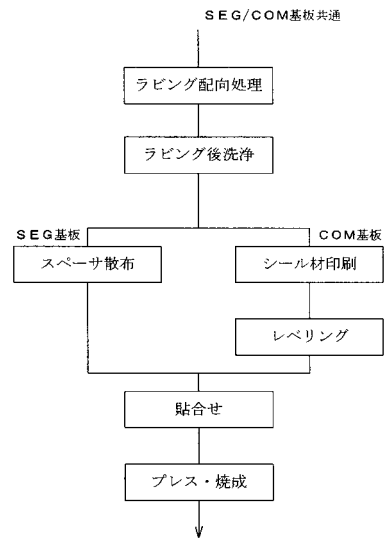 SEG/COM基板共通
ラビング配向処理
ラビング後洗浄
SEG基板
COM基板
スペーサ散布
シール材印刷
レベリング
貼合せ
プレス・焼成